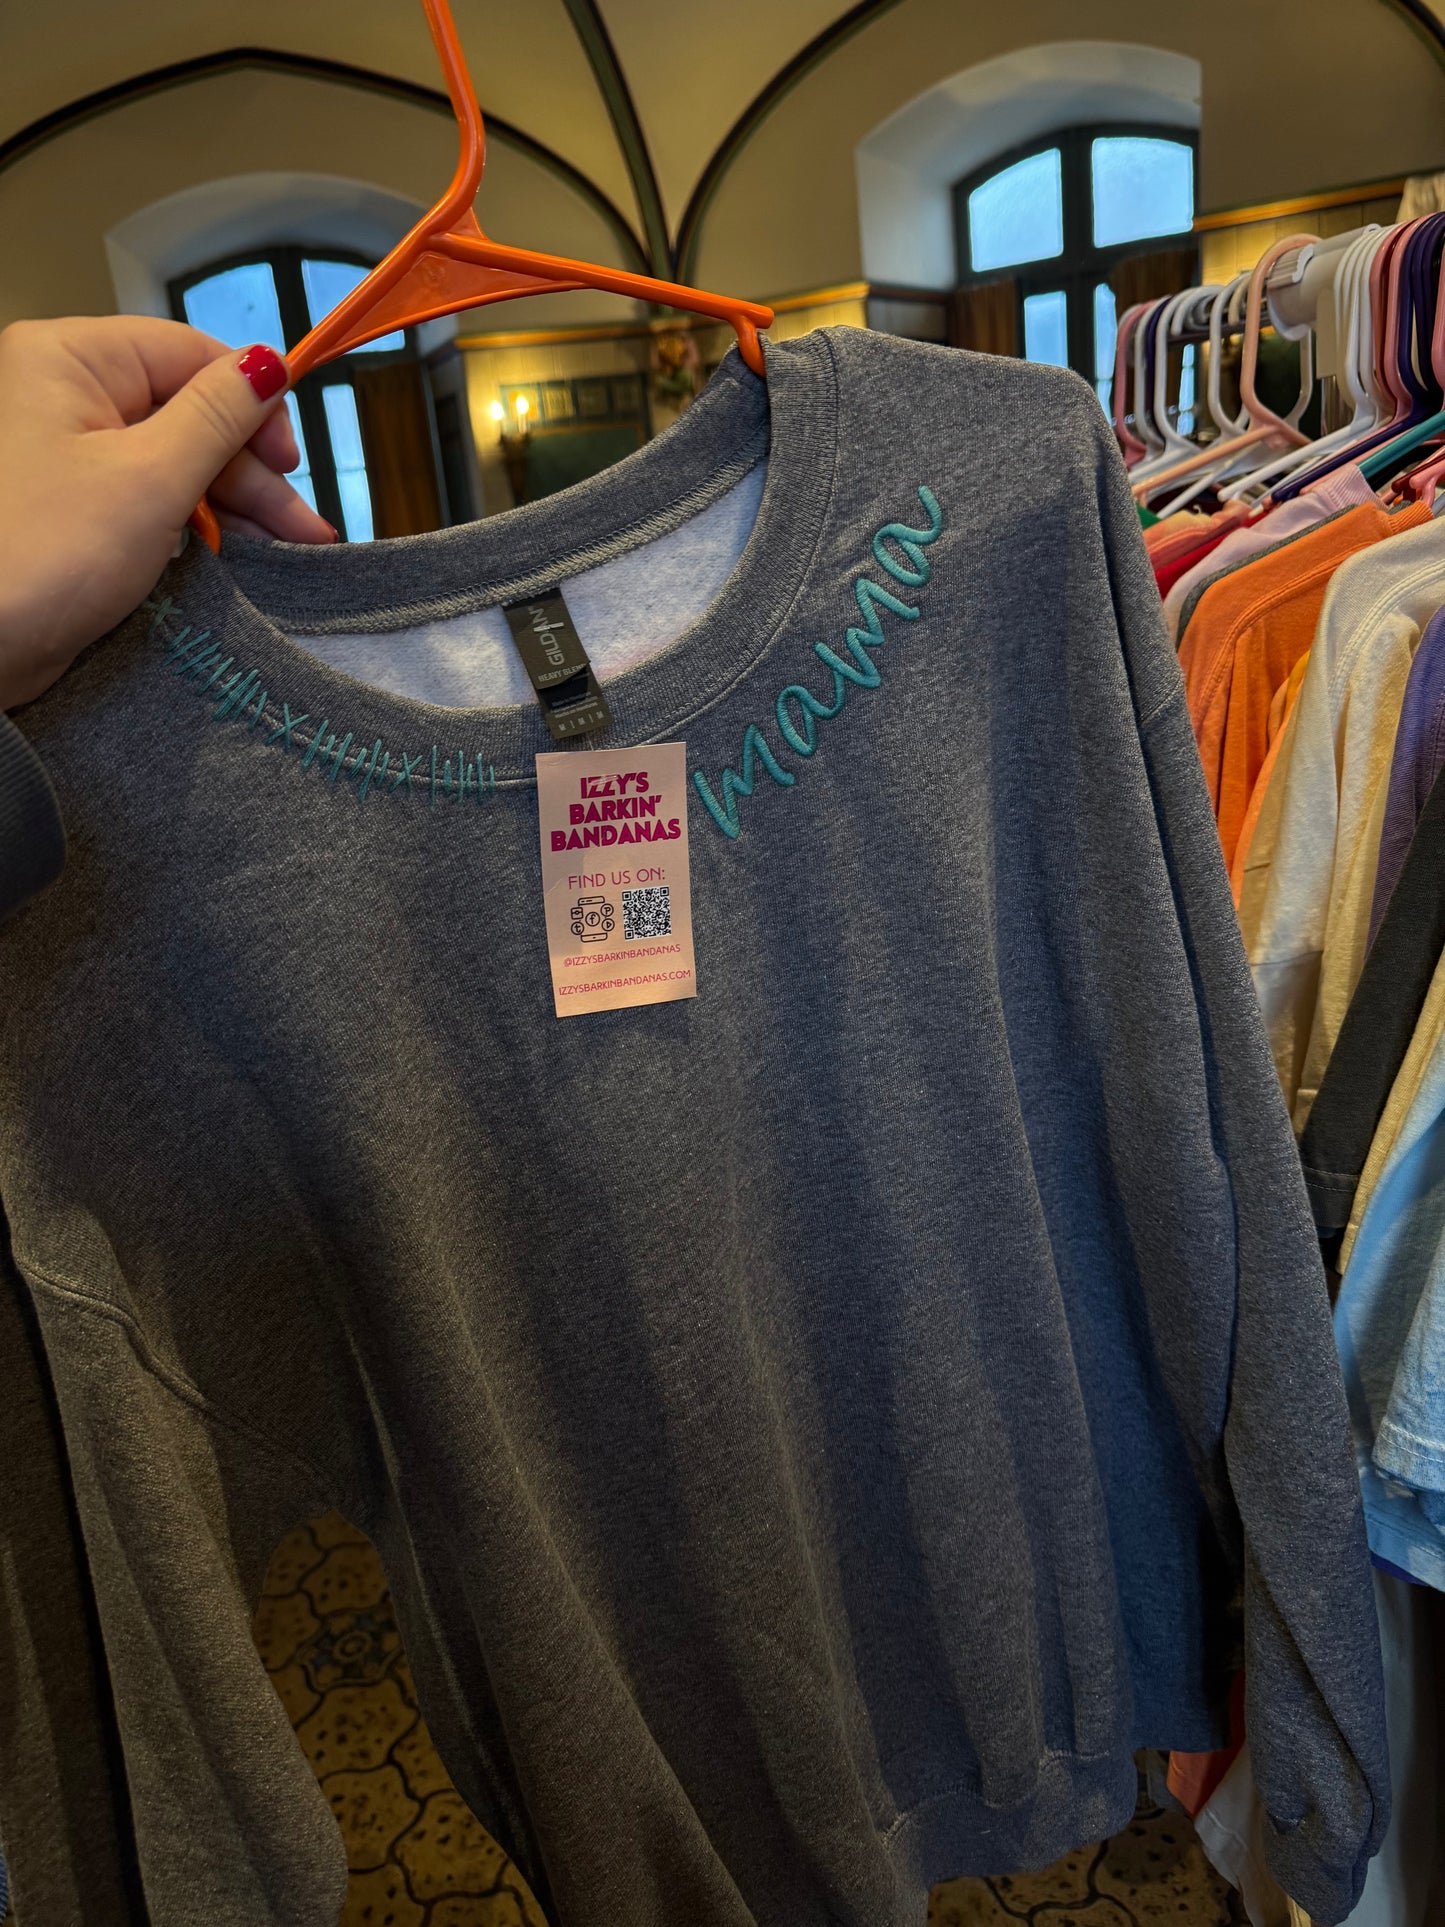 mama
GILDAN
HEAVY BLEND
M | M | M
IZZY'S
BARKIN'
BANDANAS
FIND US ON:
@IZZYSBARKINBANDANAS
IZZYSBARKINBANDANAS.COM